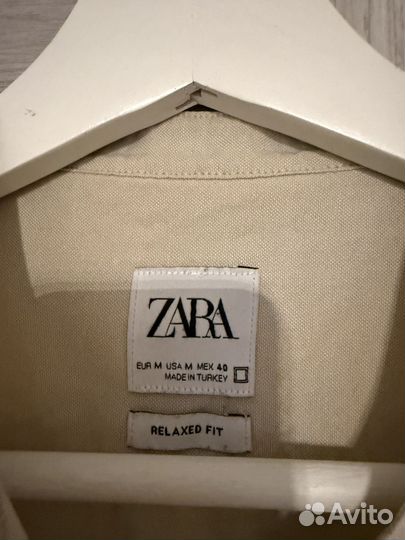 ZARA
EUR M USA M MEX 40
MADE IN TURKEY
RELAXED FIT
Avito